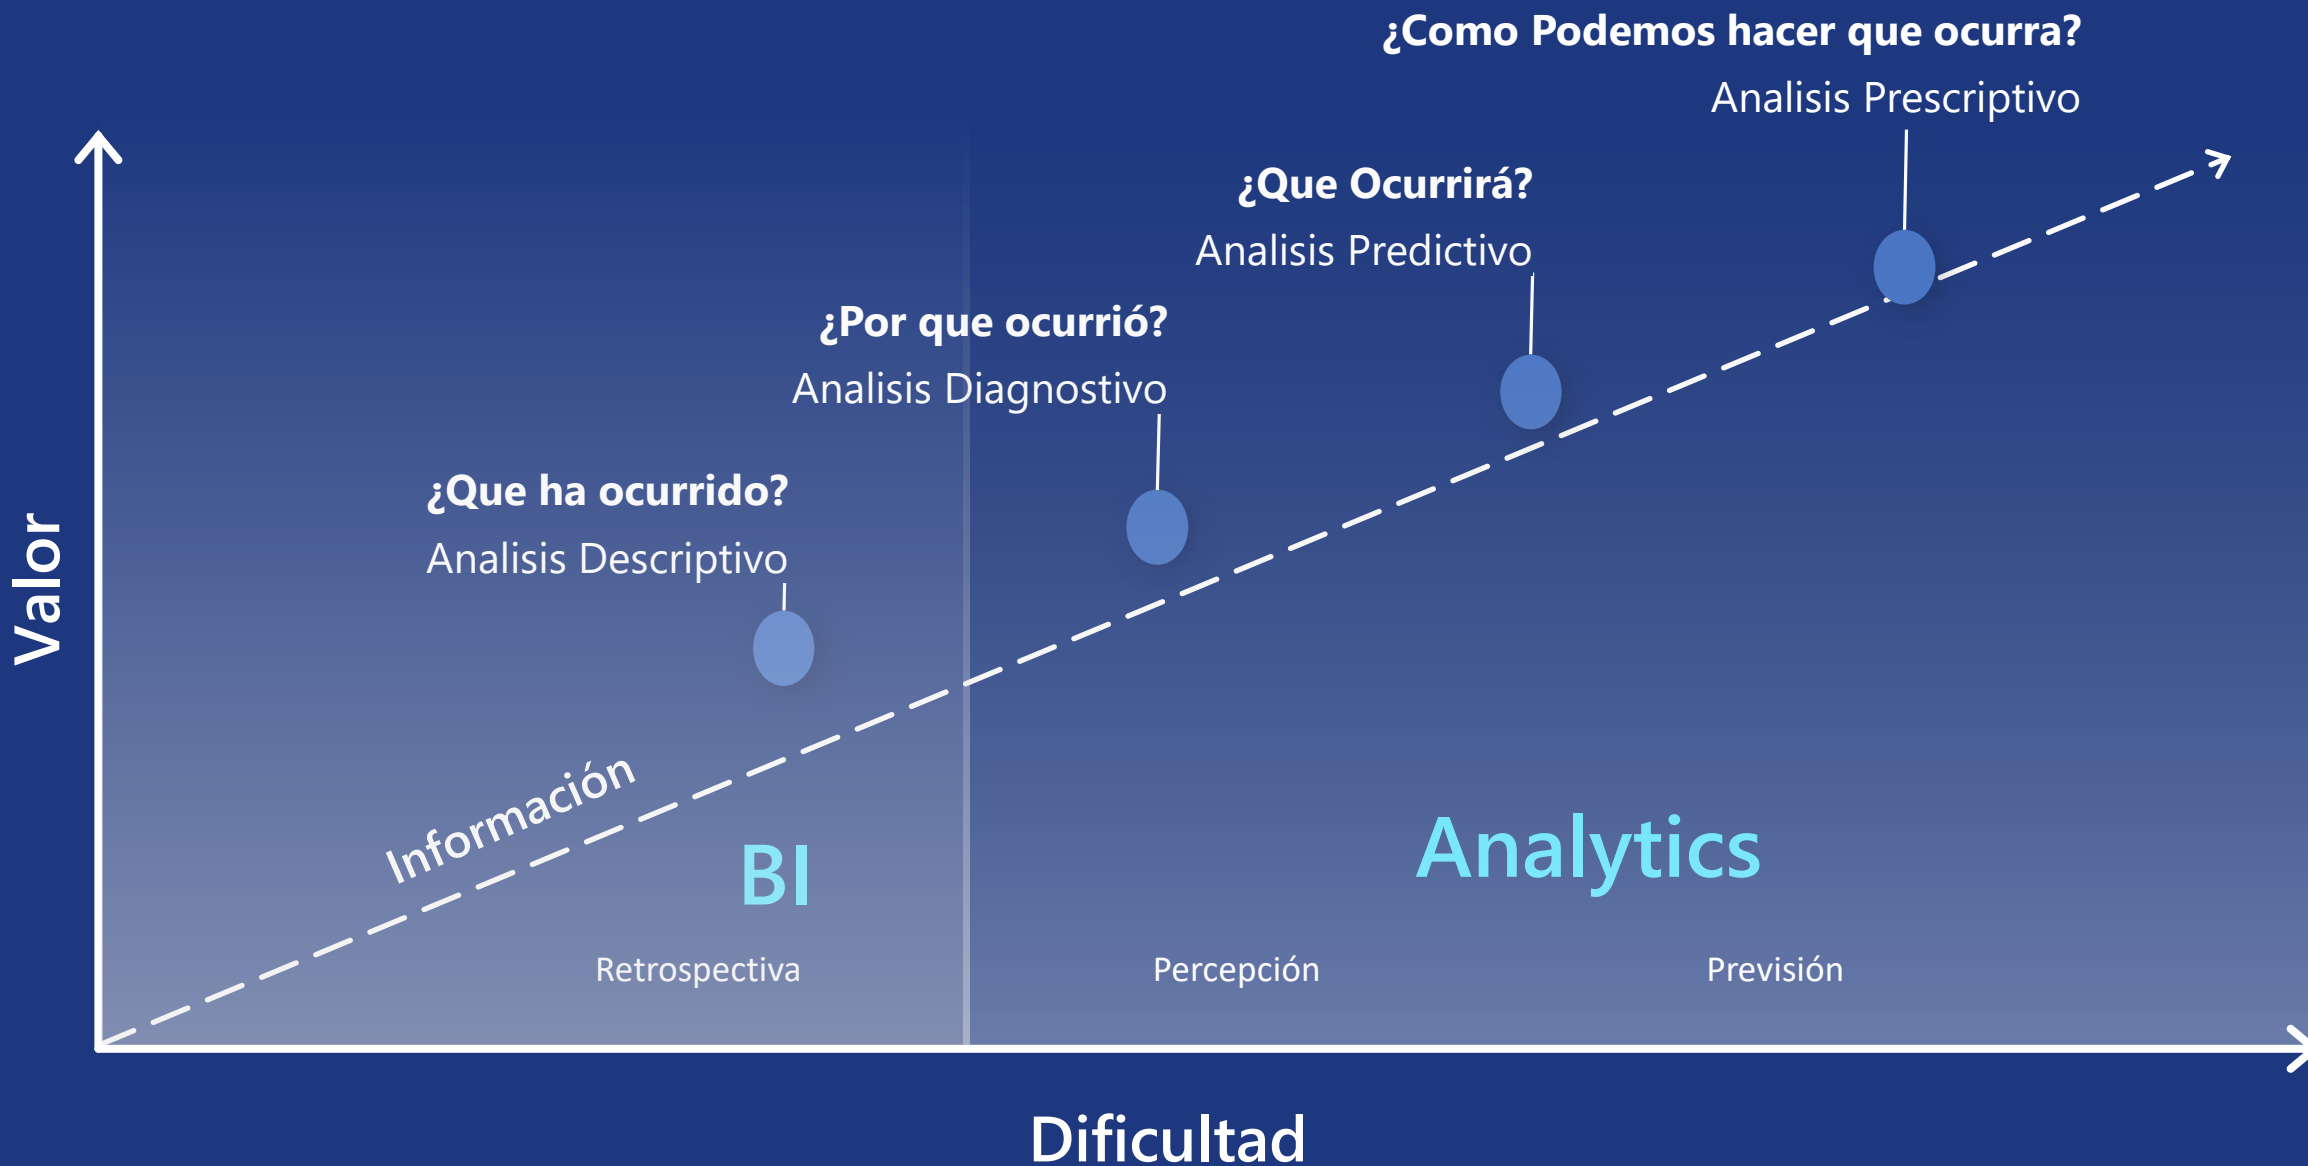 ¿Como Podemos hacer que ocurra?
Analisis Prescriptivo
¿Que Ocurrirá?
Analisis Predictivo
¿Por que ocurrió?
Analisis Diagnostivo
¿Que ha ocurrido?
Analisis Descriptivo
Valor
Información
BI
Analytics
Retrospectiva
Percepción
Previsión
Dificultad